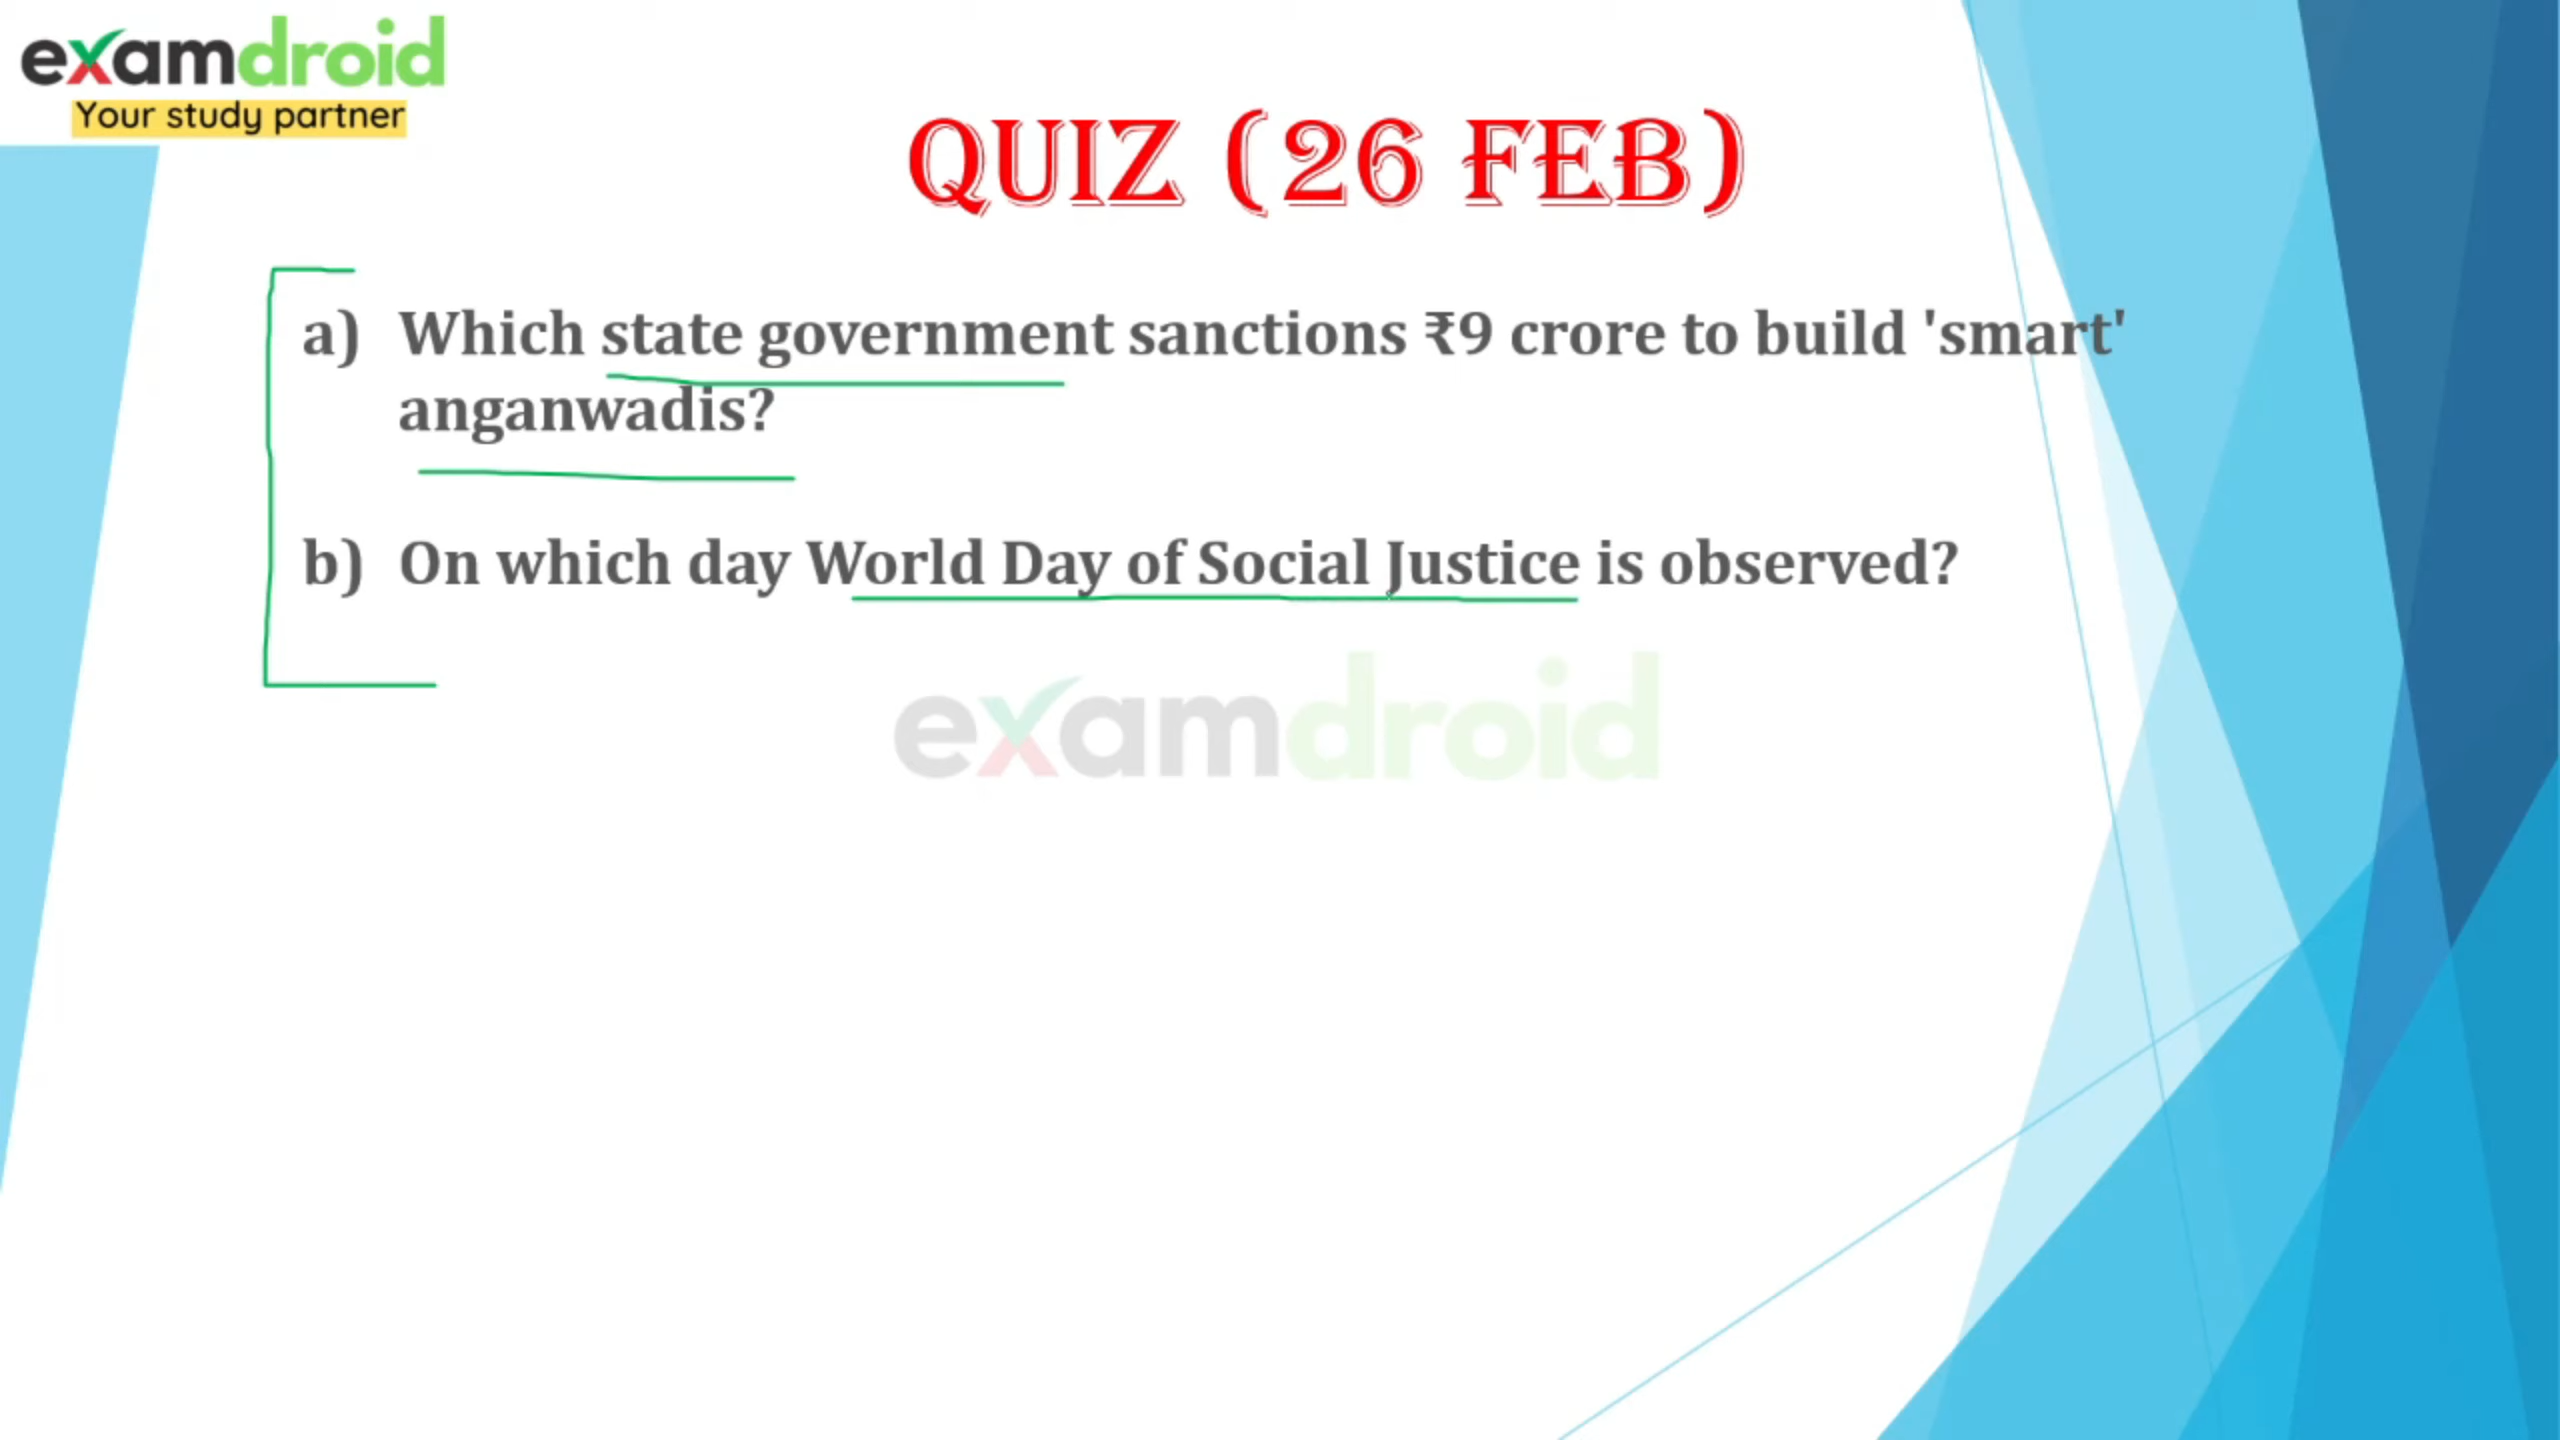 examdroid
Your study partner
QUIZ (26 FEB)
a) Which state government sanctions ₹9 crore to build 'smart'
anganwadis?
b) On which day World Day of Social Justice is observed?
examdroid